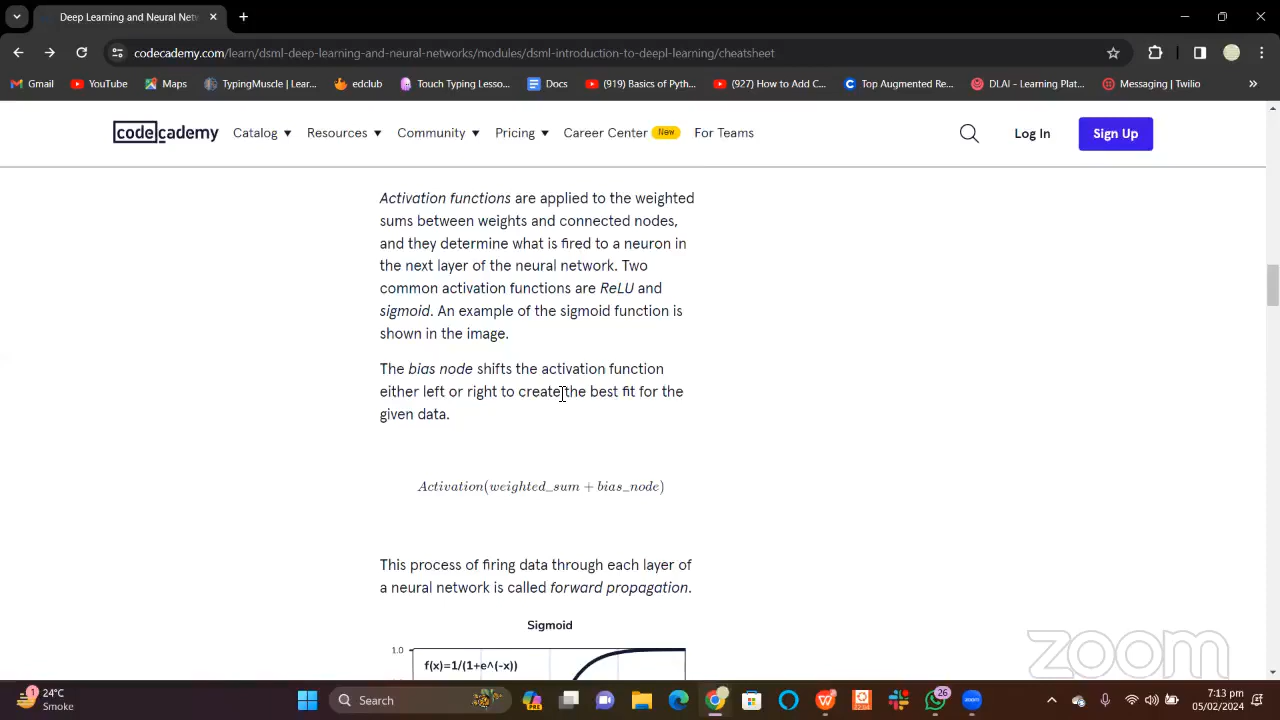 Deep Learning and Neural Net
codecademy.com/learn/dsml-deep-learning-and-neural-networks/modules/dsml-introduction-to-deepl-learning/cheatsheet
Gmail YouTube Maps TypingMuscle | Lear... edclub Touch Typing Lesso... Docs (919) Basics of Pyth... (927) How to Add C... Top Augmented Re... DLAI - Learning Plat... Messaging | Twilio
codecademy Catalog Resources Community Pricing Career Center New For Teams Log In Sign Up
Activation functions are applied to the weighted
sums between weights and connected nodes,
and they determine what is fired to a neuron in
the next layer of the neural network. Two
common activation functions are ReLU and
sigmoid. An example of the sigmoid function is
shown in the image.
The bias node shifts the activation function
either left or right to create the best fit for the
given data.
Activation(weighted_sum + bias_node)
This process of firing data through each layer of
a neural network is called forward propagation.
Sigmoid
1.0
f(x)=1/(1+e^(-x))
zoom
1
24°C
Smoke
Search
26
7:13 pm
05/02/2024